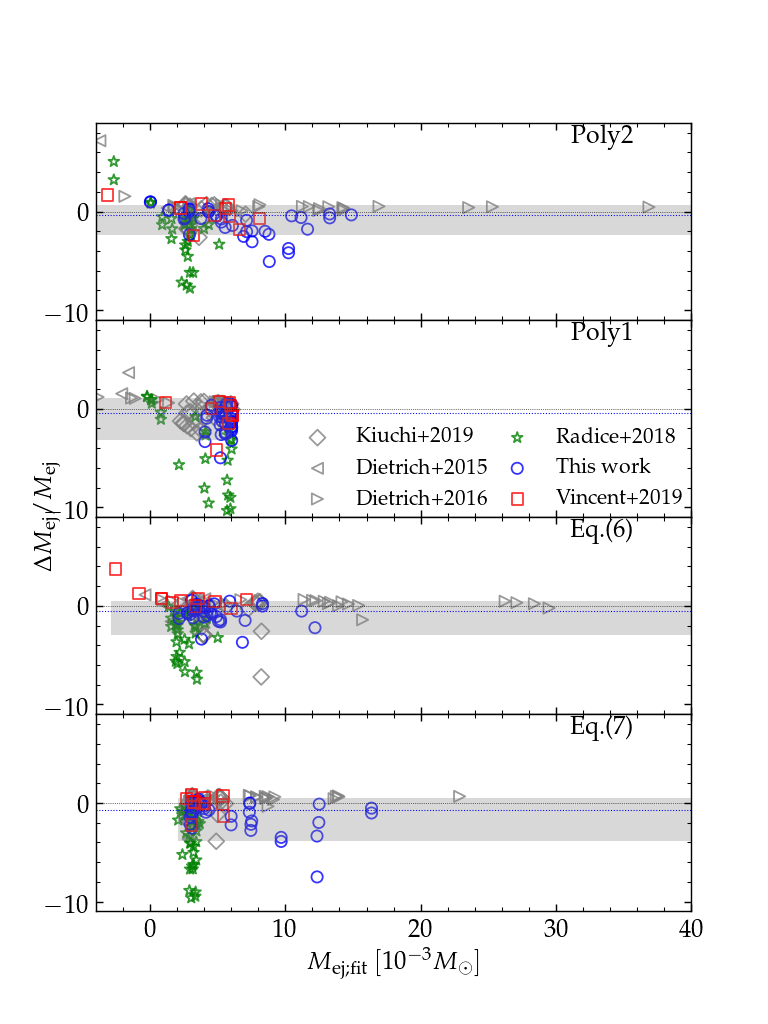 Poly2
0
−10
Poly1
0
Kiuchi+2019
Radice+2018
Dietrich+2015
This work
Dietrich+2016
Vincent+2019
−10
ΔM_ej/M_ej
Eq.(6)
0
−10
Eq.(7)
0
−10
0 10 20 30 40
M_ej;fit [10^−3 M_⊙]